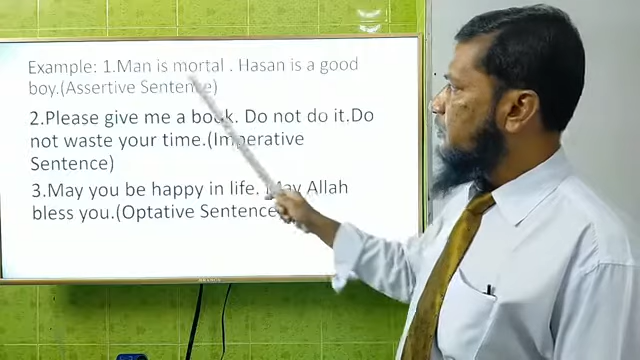 Example: 1.Man is mortal . Hasan is a good
boy.(Assertive Sentence)
2.Please give me a book. Do not do it.Do
not waste your time.(Imperative
Sentence)
3.May you be happy in life. May Allah
bless you.(Optative Sentence)